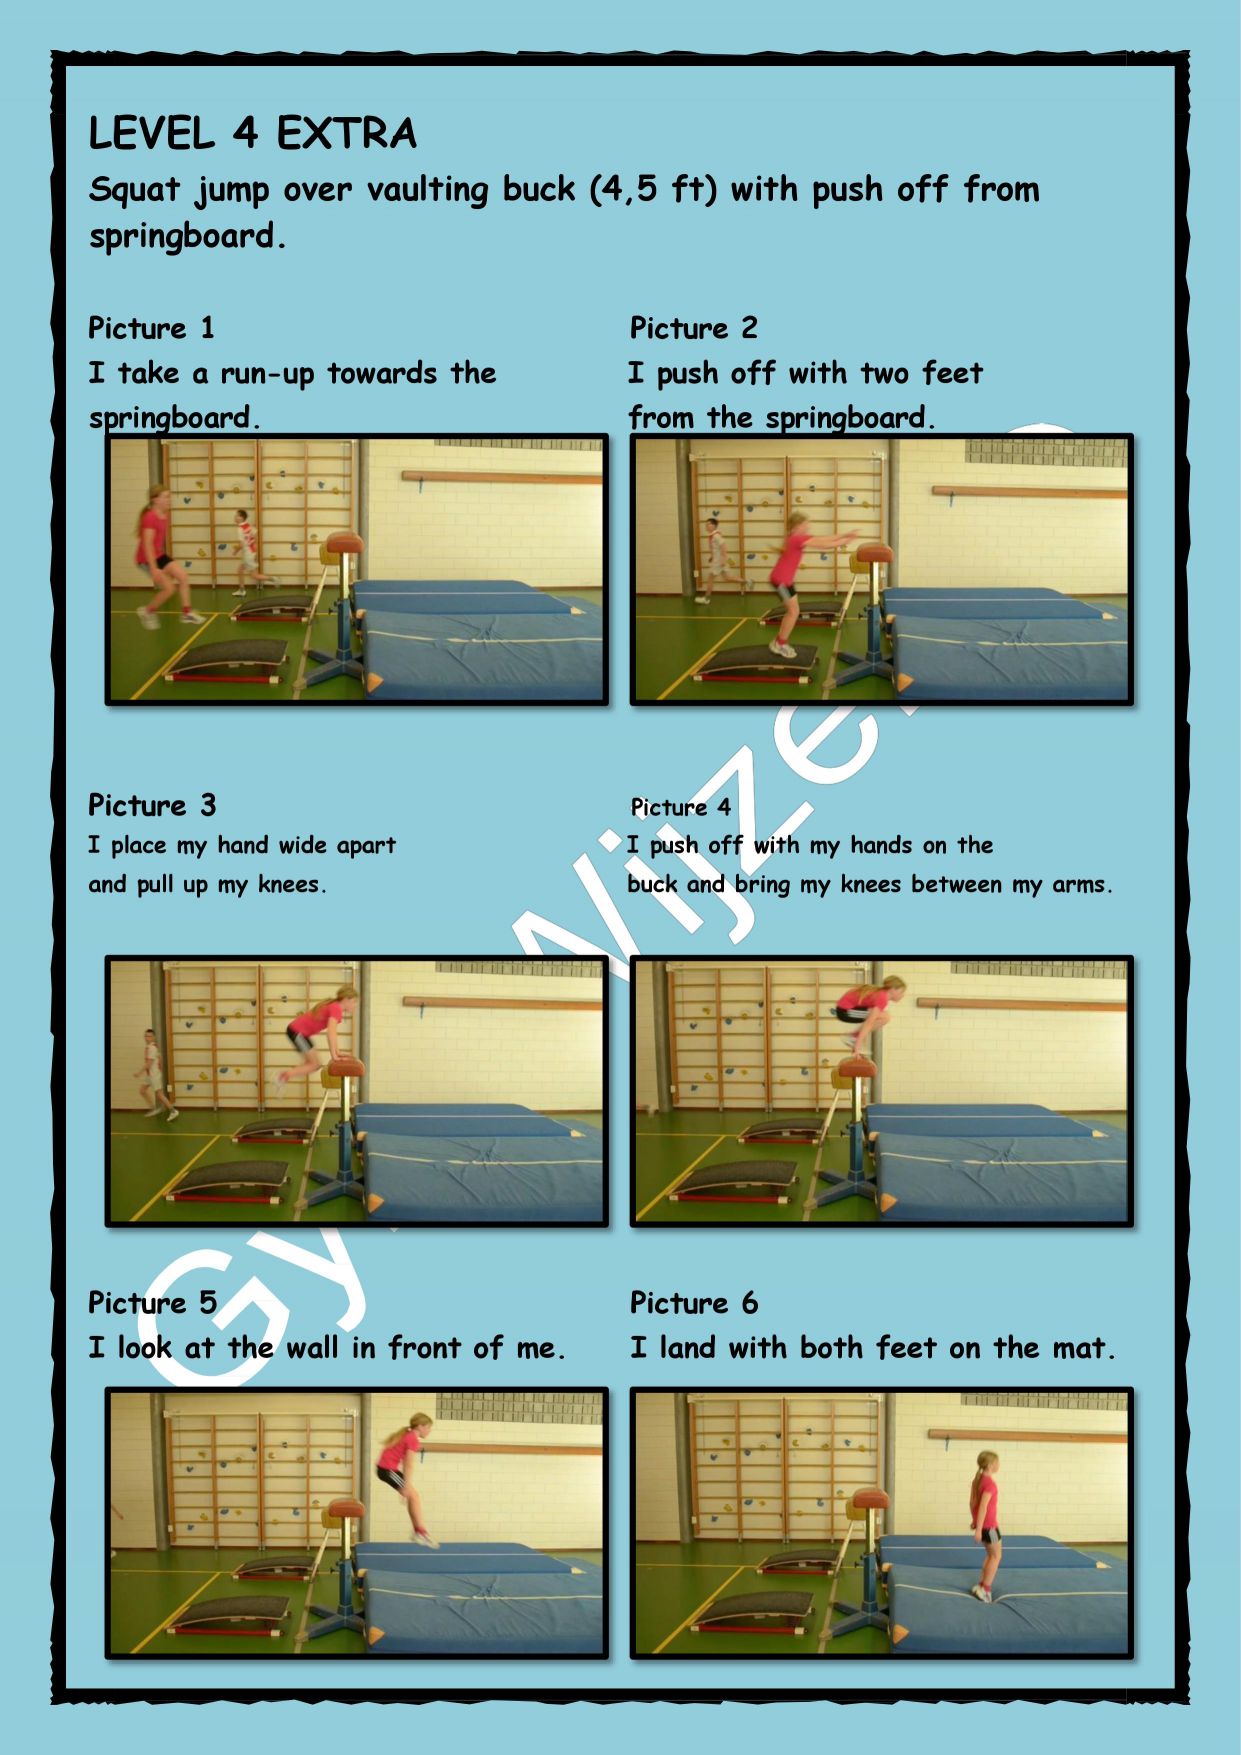 LEVEL 4 EXTRA
Squat jump over vaulting buck (4,5 ft) with push off from
springboard.
Picture 1
I take a run-up towards the
springboard.
Picture 2
I push off with two feet
from the springboard.
Picture 3
I place my hand wide apart
and pull up my knees.
Picture 4
I push off with my hands on the
buck and bring my knees between my arms.
Picture 5
I look at the wall in front of me.
Picture 6
I land with both feet on the mat.